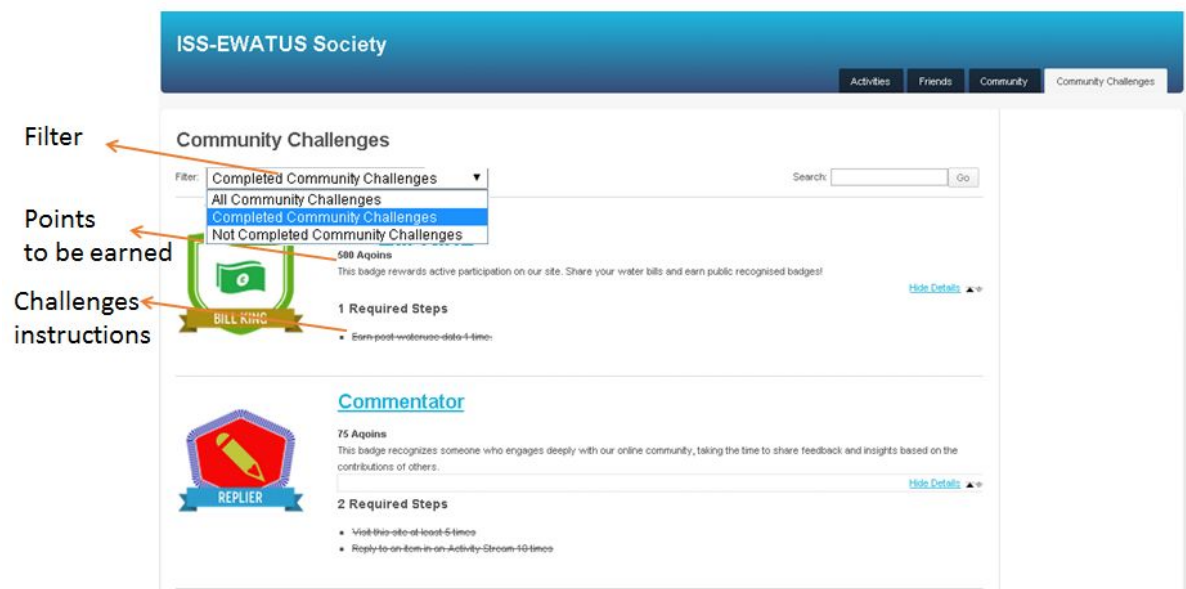 ISS-EWATUS Society
Activities Friends Community Community Challenges
Filter
Community Challenges
Filter: Completed Community Challenges
Search: Go
All Community Challenges
Completed Community Challenges
Not Completed Community Challenges
Points
to be earned
500 Aqoins
This badge rewards active participation on our site. Share your water bills and earn public recognised badges!
Hide Details
Challenges
instructions
BILL KING
1 Required Steps
Earn post wateruse data 1 time.
Commentator
75 Aqoins
This badge recognizes someone who engages deeply with our online community, taking the time to share feedback and insights based on the
contributions of others.
Hide Details
REPLIER
2 Required Steps
Visit this site at least 5 times
Reply to an item in an Activity Stream 10 times